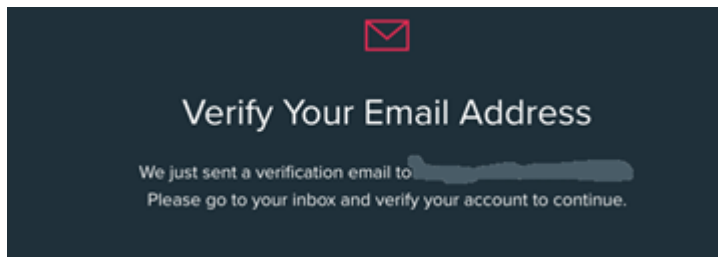 Verify Your Email Address
We just sent a verification email to
Please go to your inbox and verify your account to continue.